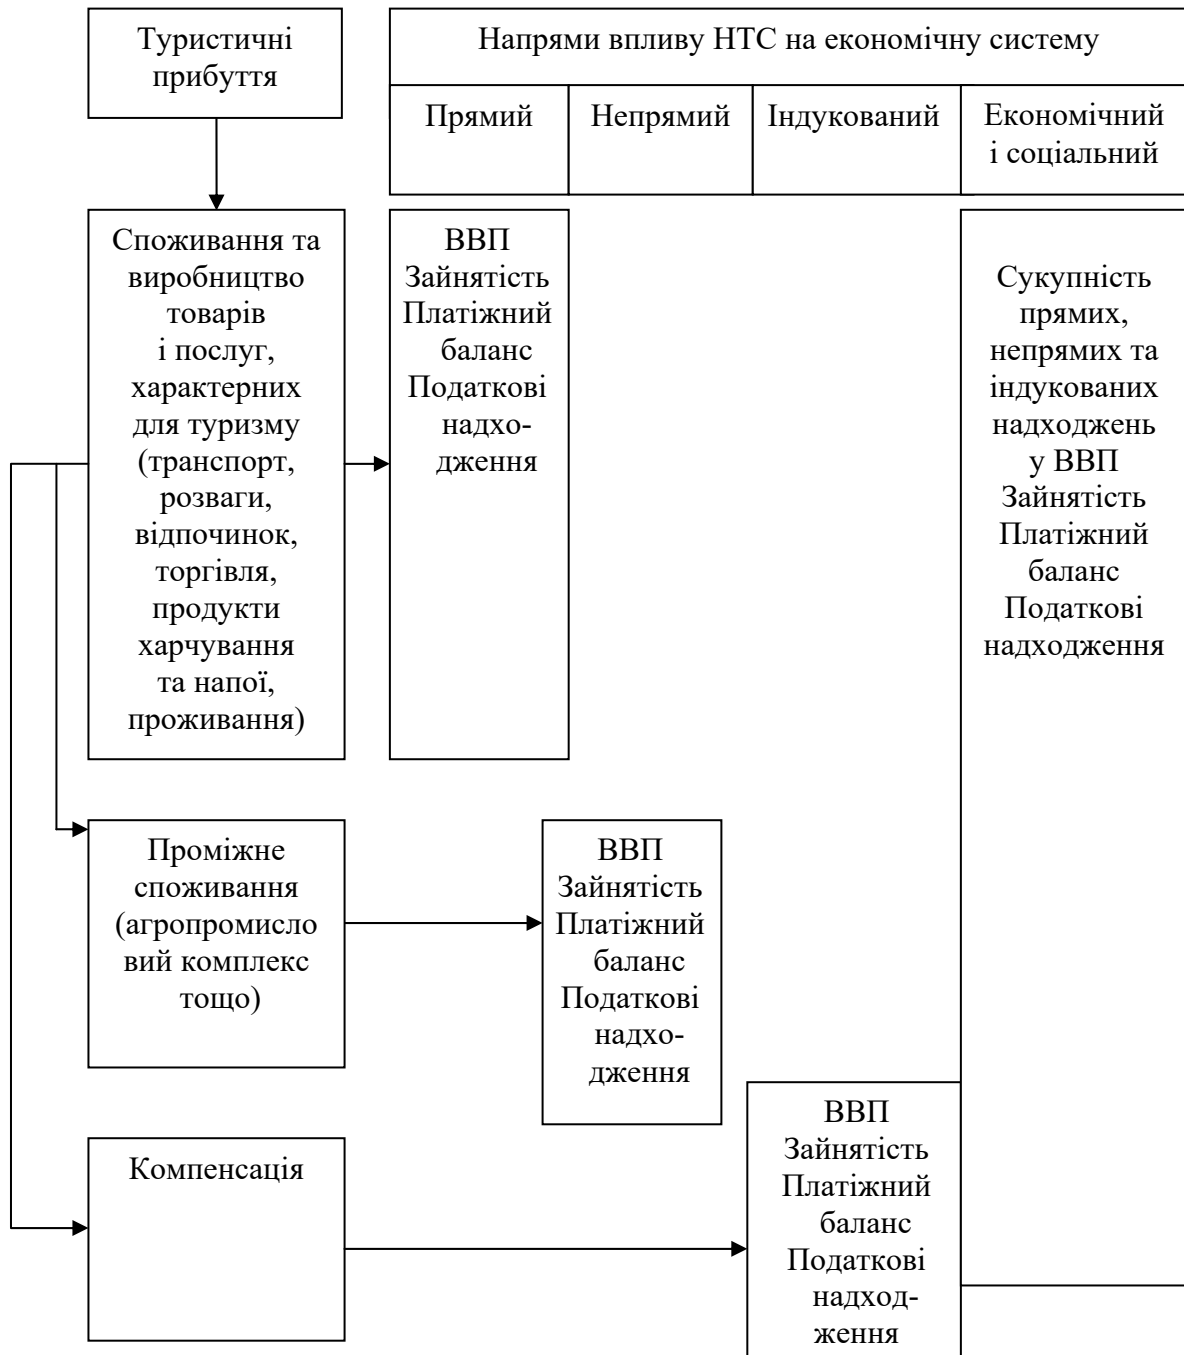 Туристичні
прибуття
Напрями впливу НТС на економічну систему
Прямий
Непрямий
Індукований
Економічний
і соціальний
Споживання та
виробництво
товарів
і послуг,
характерних
для туризму
(транспорт,
розваги,
відпочинок,
торгівля,
продукти
харчування
та напої,
проживання)
ВВП
Зайнятість
Платіжний
баланс
Податкові
надхо-
дження
Сукупність
прямих,
непрямих та
індукованих
надходжень
у ВВП
Зайнятість
Платіжний
баланс
Податкові
надходження
Проміжне
споживання
(агропромисло
вий комплекс
тощо)
ВВП
Зайнятість
Платіжний
баланс
Податкові
надхо-
дження
Компенсація
ВВП
Зайнятість
Платіжний
баланс
Податкові
надход-
ження